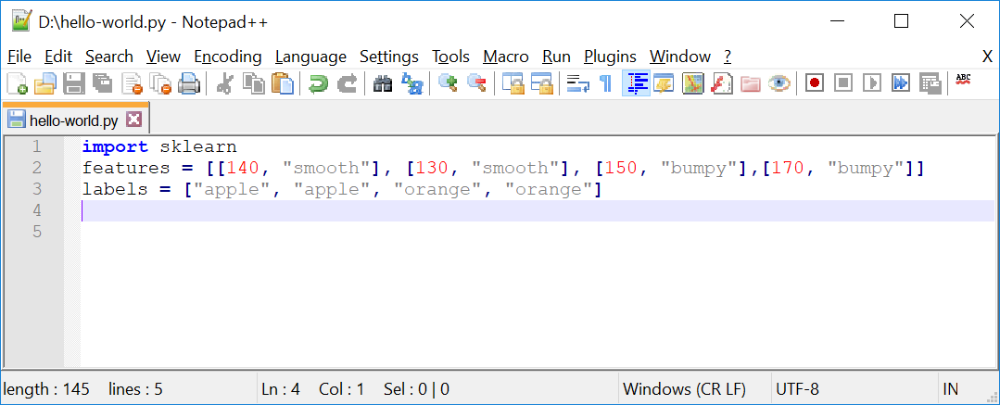 D:\hello-world.py - Notepad++
File Edit Search View Encoding Language Settings Tools Macro Run Plugins Window ? X
ABC
hello-world.py
1 import sklearn
2 features = [[140, "smooth"], [130, "smooth"], [150, "bumpy"],[170, "bumpy"]]
3 labels = ["apple", "apple", "orange", "orange"]
4
5
length : 145 lines : 5 Ln : 4 Col : 1 Sel : 0 | 0 Windows (CR LF) UTF-8 IN